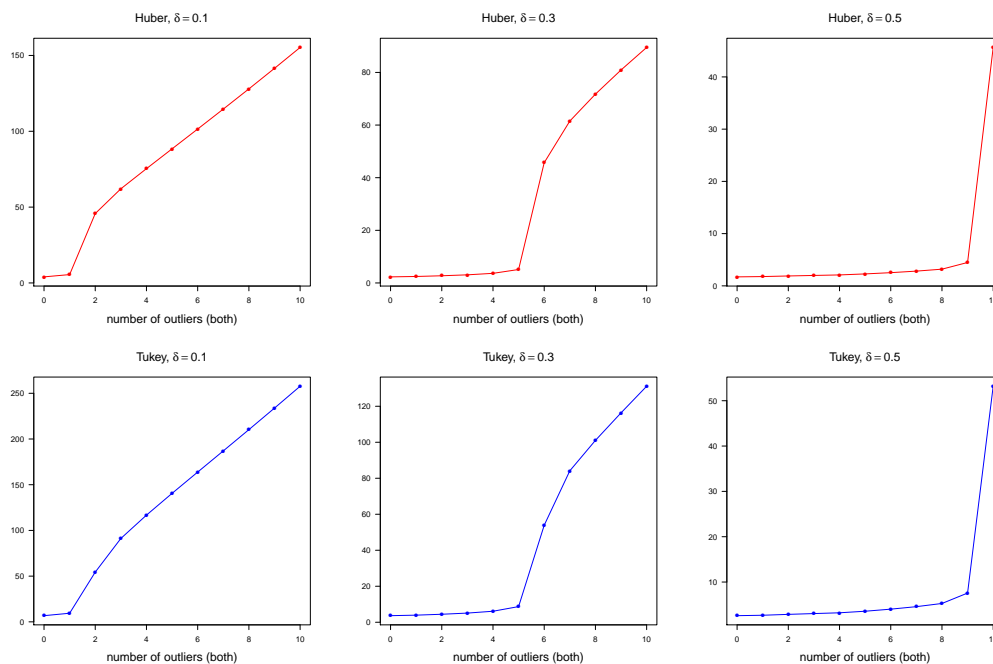 Huber, δ = 0.1
150
100
50
0
0 2 4 6 8 10
number of outliers (both)
Huber, δ = 0.3
80
60
40
20
0
0 2 4 6 8 10
number of outliers (both)
Huber, δ = 0.5
40
30
20
10
0
0 2 4 6 8 1
number of outliers (both)
Tukey, δ = 0.1
250
200
150
100
50
0
0 2 4 6 8 10
number of outliers (both)
Tukey, δ = 0.3
120
100
80
60
40
20
0
0 2 4 6 8 10
number of outliers (both)
Tukey, δ = 0.5
50
40
30
20
10
0 2 4 6 8 1
number of outliers (both)